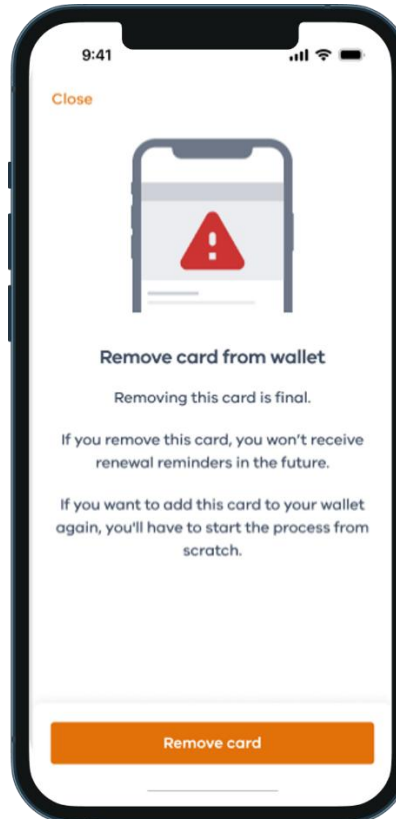 9:41
Close
Remove card from wallet
Removing this card is final.
If you remove this card, you won't receive
renewal reminders in the future.
If you want to add this card to your wallet
again, you'll have to start the process from
scratch.
Remove card